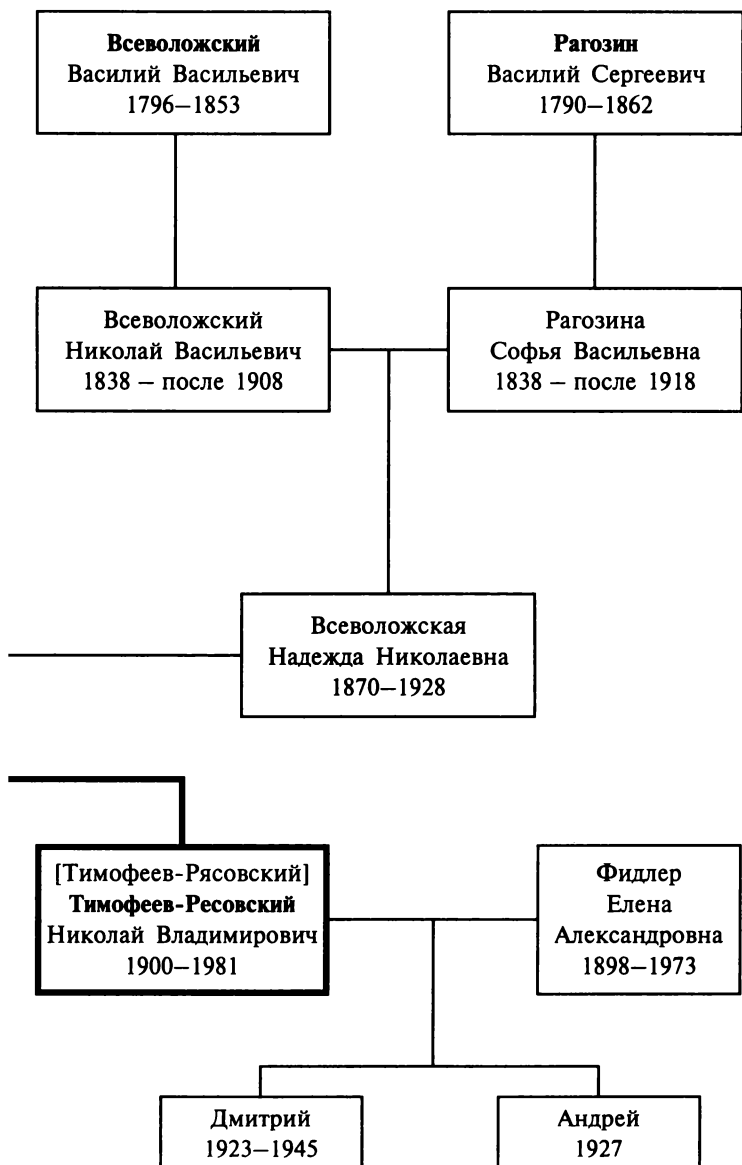 Всеволожский
Василий Васильевич
1796–1853
Рагозин
Василий Сергеевич
1790–1862
Всеволожский
Николай Васильевич
1838 – после 1908
Рагозина
Софья Васильевна
1838 – после 1918
Всеволожская
Надежда Николаевна
1870–1928
[Тимофеев-Рясовский]
Тимофеев-Ресовский
Николай Владимирович
1900–1981
Фидлер
Елена
Александровна
1898–1973
Дмитрий
1923–1945
Андрей
1927